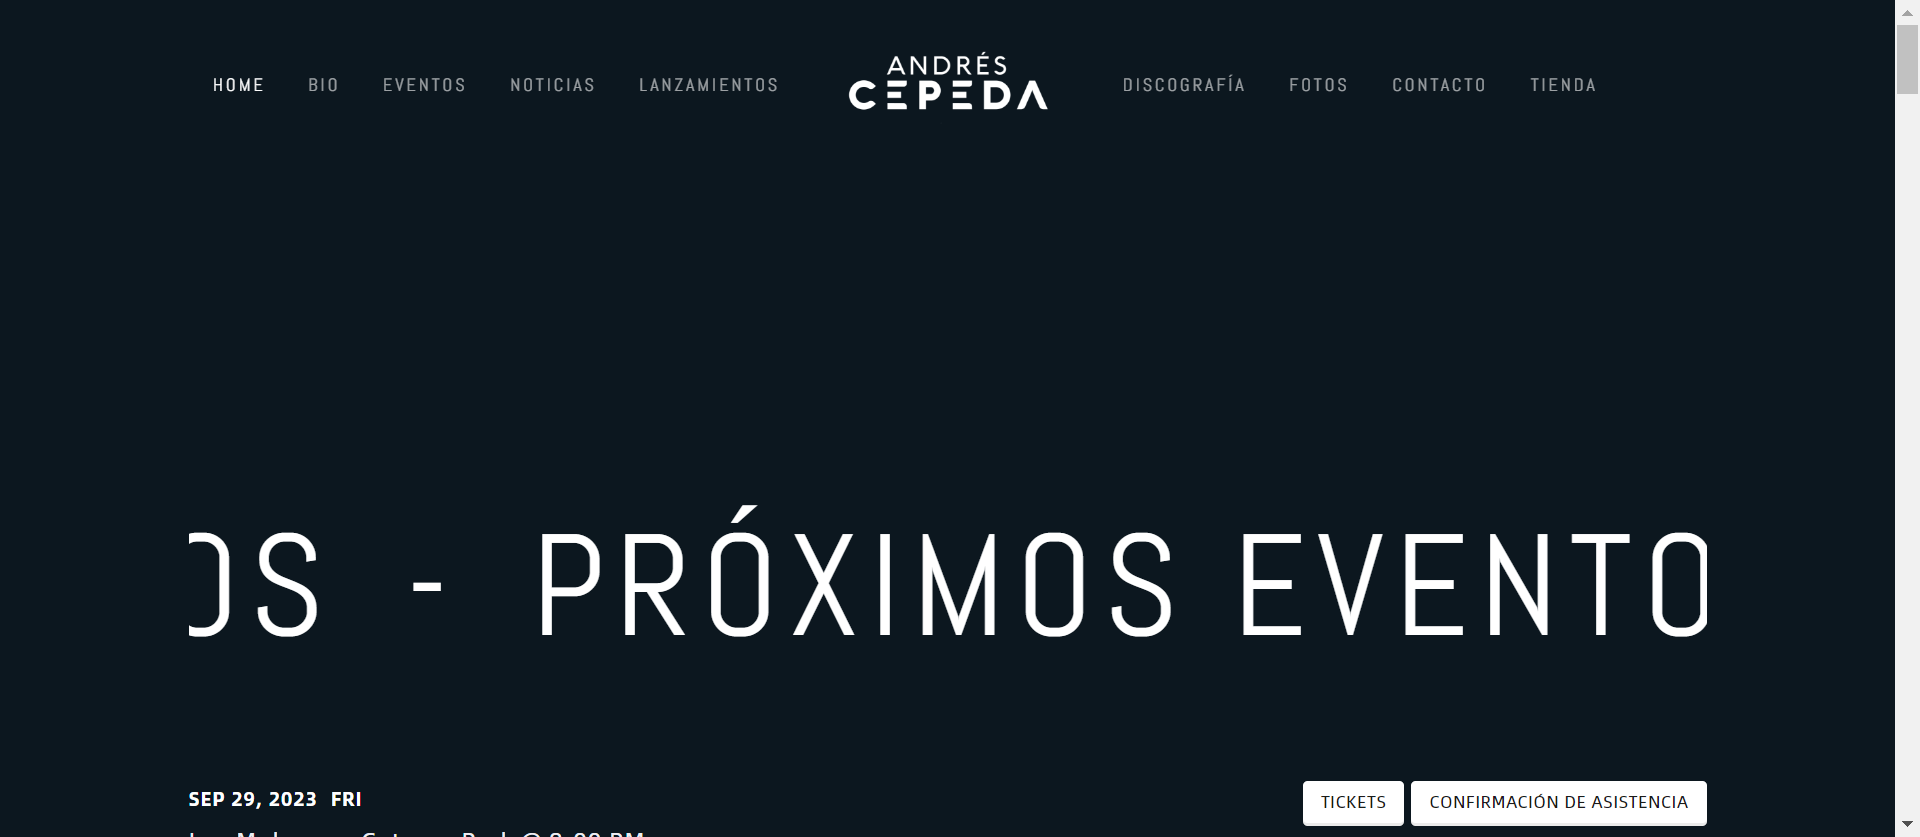 HOME BIO EVENTOS NOTICIAS LANZAMIENTOS ANDRÉS CEPEDA DISCOGRAFÍA FOTOS CONTACTO TIENDA
OS - PRÓXIMOS EVENTO
SEP 29, 2023 FRI
TICKETS CONFIRMACIÓN DE ASISTENCIA